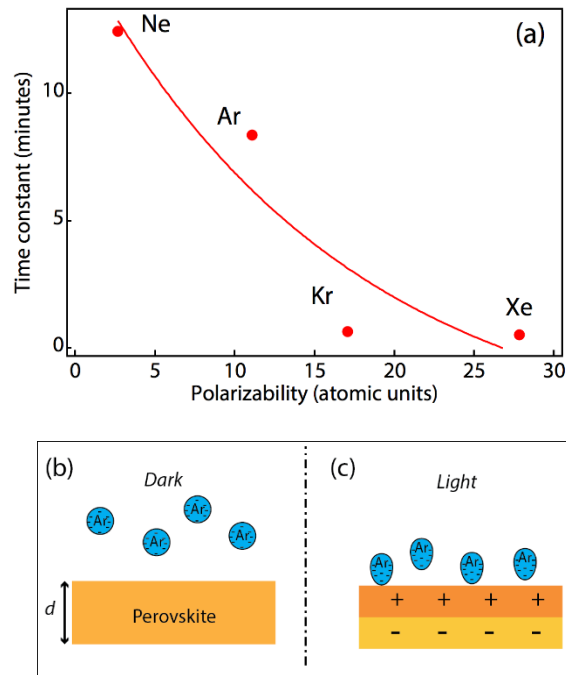 (a)
Ne
Ar
Kr
Xe
Time constant (minutes)
10
5
0
0 5 10 15 20 25 30
Polarizability (atomic units)
(b) Dark
Ar Ar Ar Ar
d
Perovskite
(c) Light
Ar Ar Ar Ar
+ + + +
- - - -